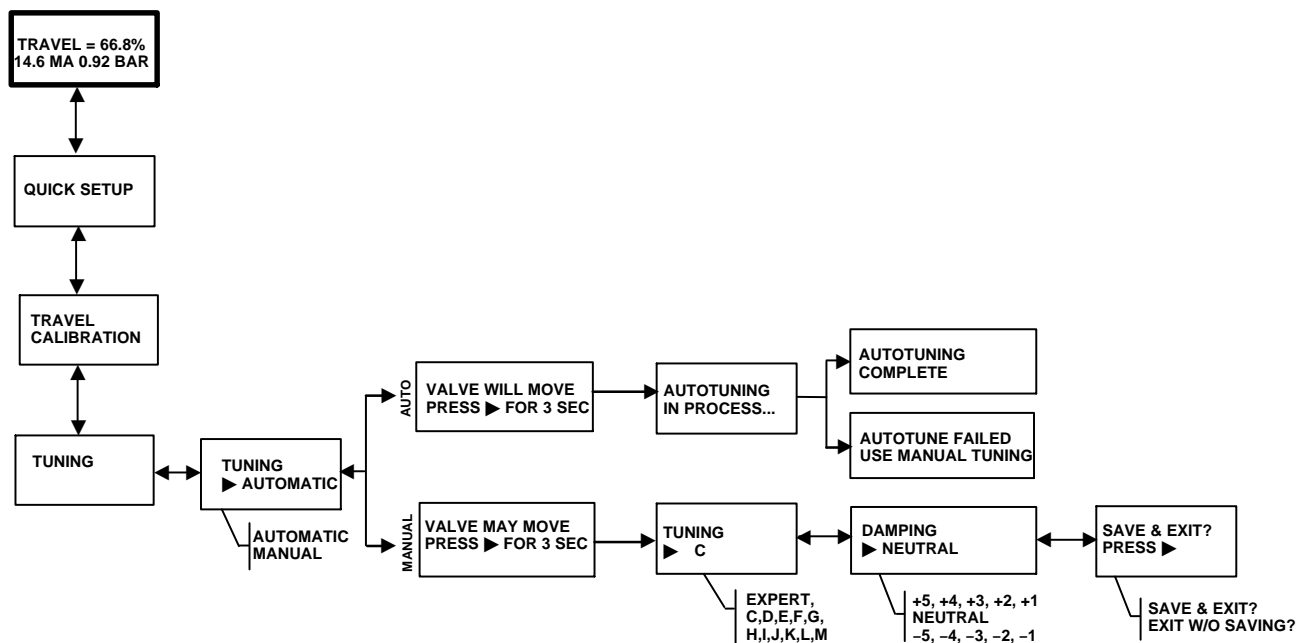 TRAVEL = 66.8%
14.6 MA 0.92 BAR
QUICK SETUP
TRAVEL
CALIBRATION
TUNING
TUNING
▶ AUTOMATIC
AUTOMATIC
MANUAL
AUTO
VALVE WILL MOVE
PRESS ▶ FOR 3 SEC
AUTOTUNING
IN PROCESS...
AUTOTUNING
COMPLETE
AUTOTUNE FAILED
USE MANUAL TUNING
MANUAL
VALVE MAY MOVE
PRESS ▶ FOR 3 SEC
TUNING
▶ C
EXPERT,
C,D,E,F,G,
H,I,J,K,L,M
DAMPING
▶ NEUTRAL
+5, +4, +3, +2, +1
NEUTRAL
−5, −4, −3, −2, −1
SAVE & EXIT?
PRESS ▶
SAVE & EXIT?
EXIT W/O SAVING?